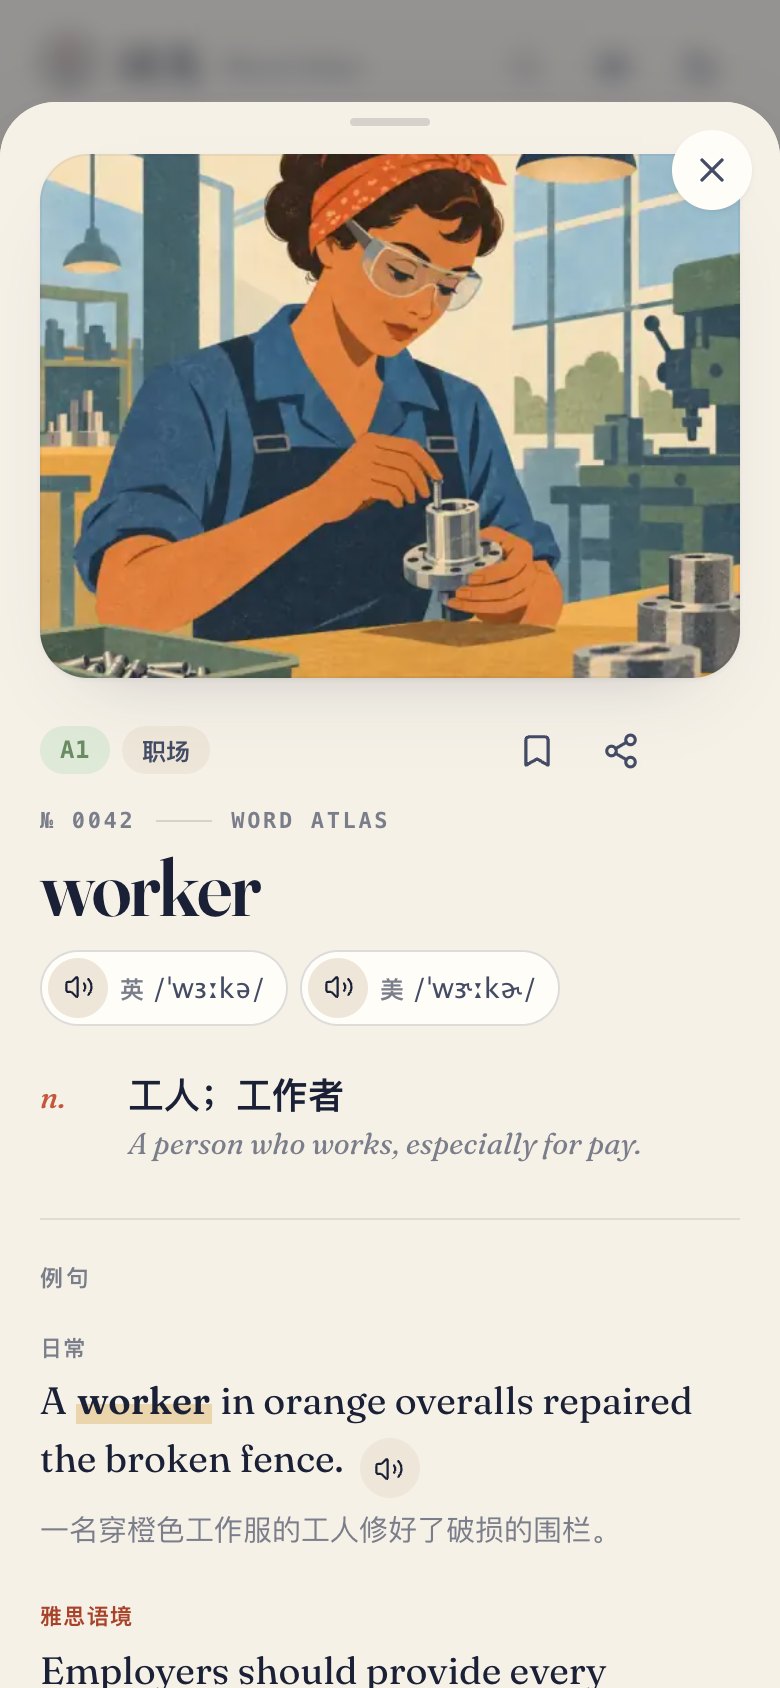 A1 职场
№ 0042 WORD ATLAS
worker
英 /ˈwɜːkə/ 美 /ˈwɝːkɚ/
n. 工人；工作者
A person who works, especially for pay.
例句
日常
A worker in orange overalls repaired
the broken fence.
一名穿橙色工作服的工人修好了破损的围栏。
雅思语境
Employers should provide every